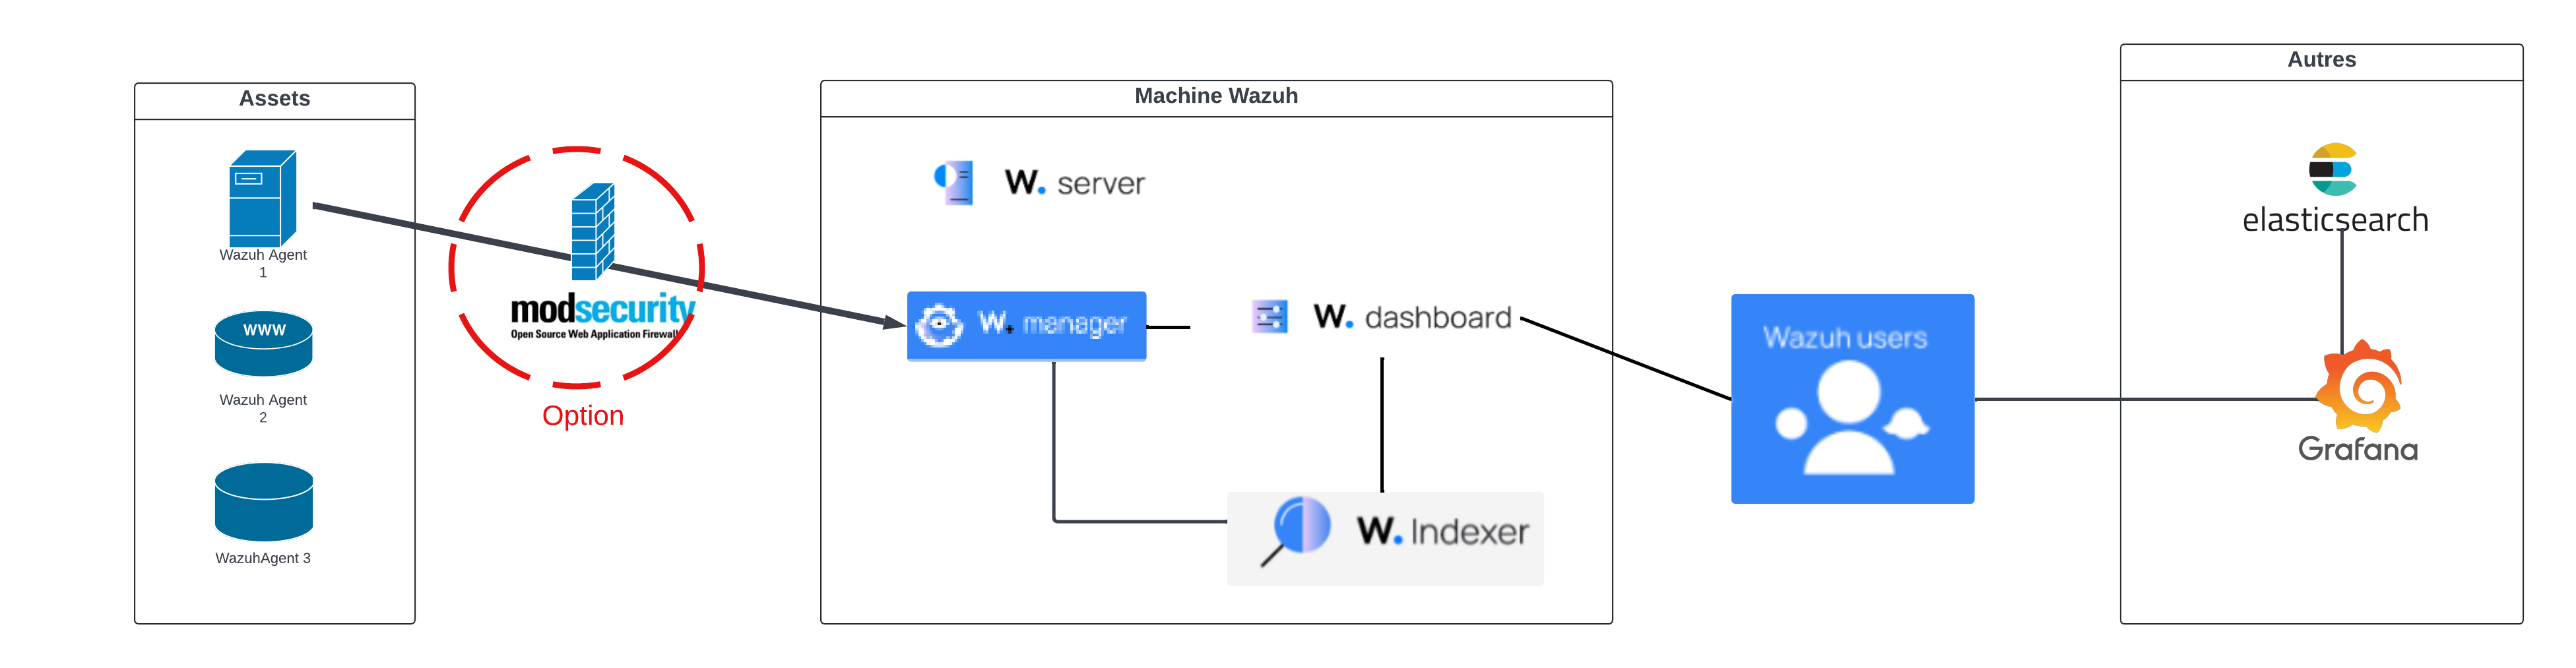 Assets
Wazuh Agent
1
WWW
Wazuh Agent
2
WazuhAgent 3
modsecurity
Open Source Web Application Firewall
Option
Machine Wazuh
W. server
W. manager
W. dashboard
W. Indexer
Wazuh users
Autres
elasticsearch
Grafana